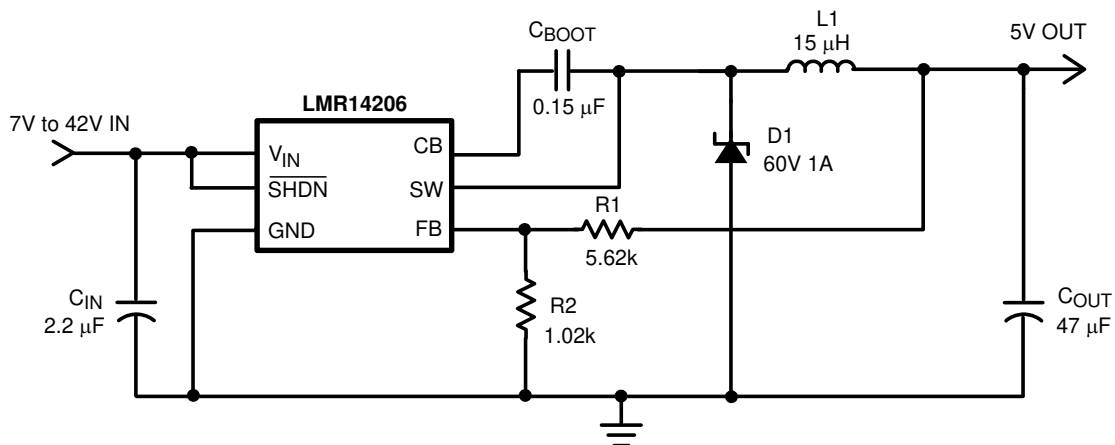 CBOOT
0.15 μF
L1
15 μH
5V OUT
LMR14206
7V to 42V IN
VIN
SHDN
GND
CB
SW
FB
D1
60V 1A
R1
5.62k
R2
1.02k
CIN
2.2 μF
COUT
47 μF